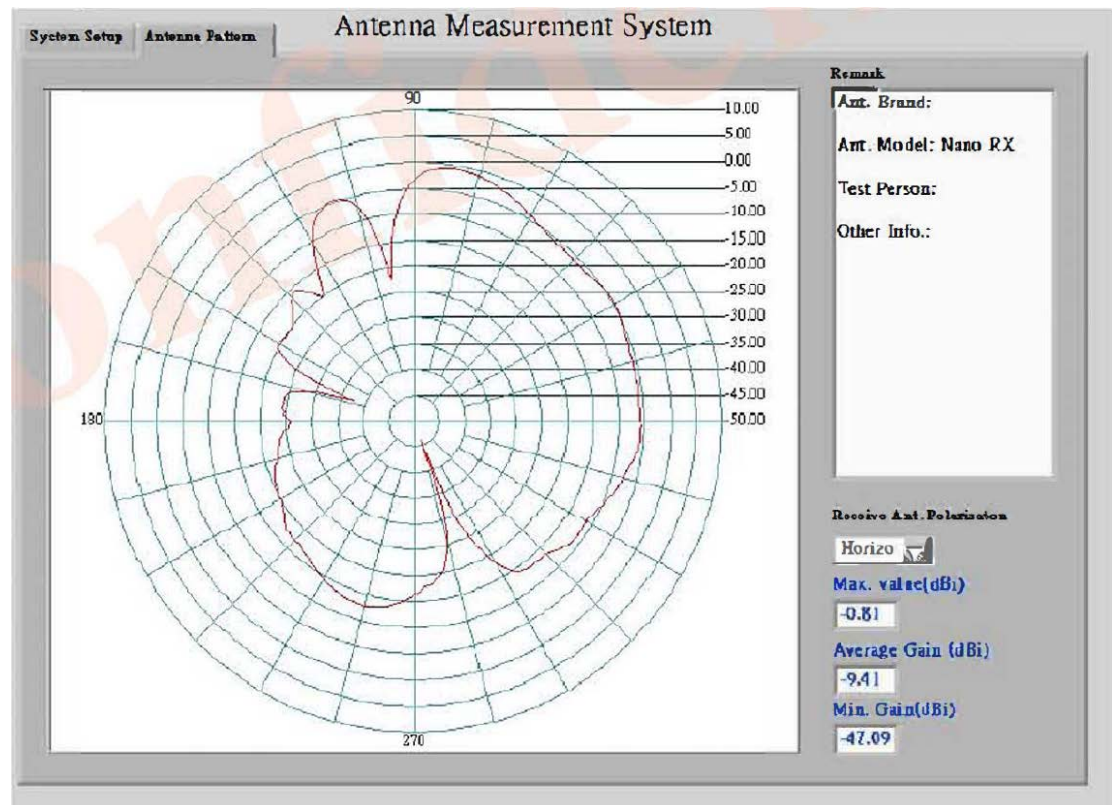 Antenna Measurement System
System Setup
Antenna Pattern
90
10.00
5.00
0.00
-5.00
-10.00
-15.00
-20.00
-25.00
-30.00
-35.00
-40.00
-45.00
-50.00
180
270
Remark
Ant. Brand:
Ant. Model: Nano RX
Test Person:
Other Info.:
Receive Ant. Polarization
Horizo
Max. value(dBi)
-0.81
Average Gain (dBi)
-9.41
Min. Gain(dBi)
-47.09